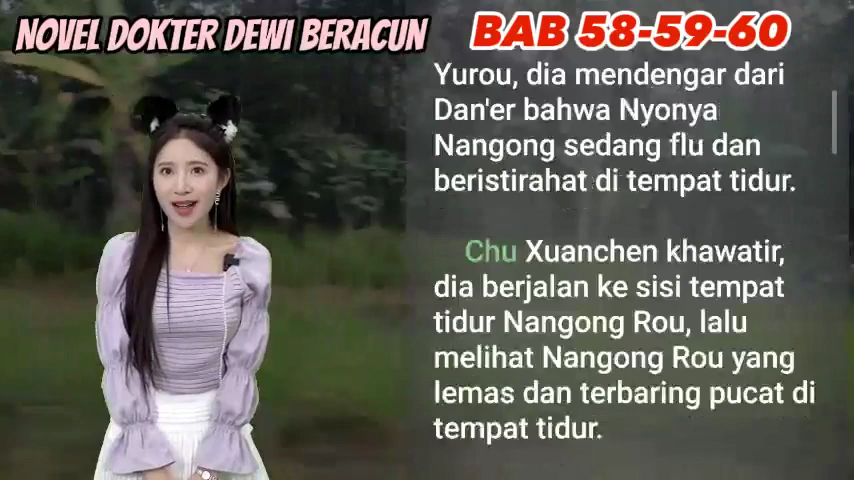 NOVEL DOKTER DEWI BERACUN
BAB 58-59-60
Yurou, dia mendengar dari
Dan'er bahwa Nyonya
Nangong sedang flu dan
beristirahat di tempat tidur.
Chu Xuanchen khawatir,
dia berjalan ke sisi tempat
tidur Nangong Rou, lalu
melihat Nangong Rou yang
lemas dan terbaring pucat di
tempat tidur.